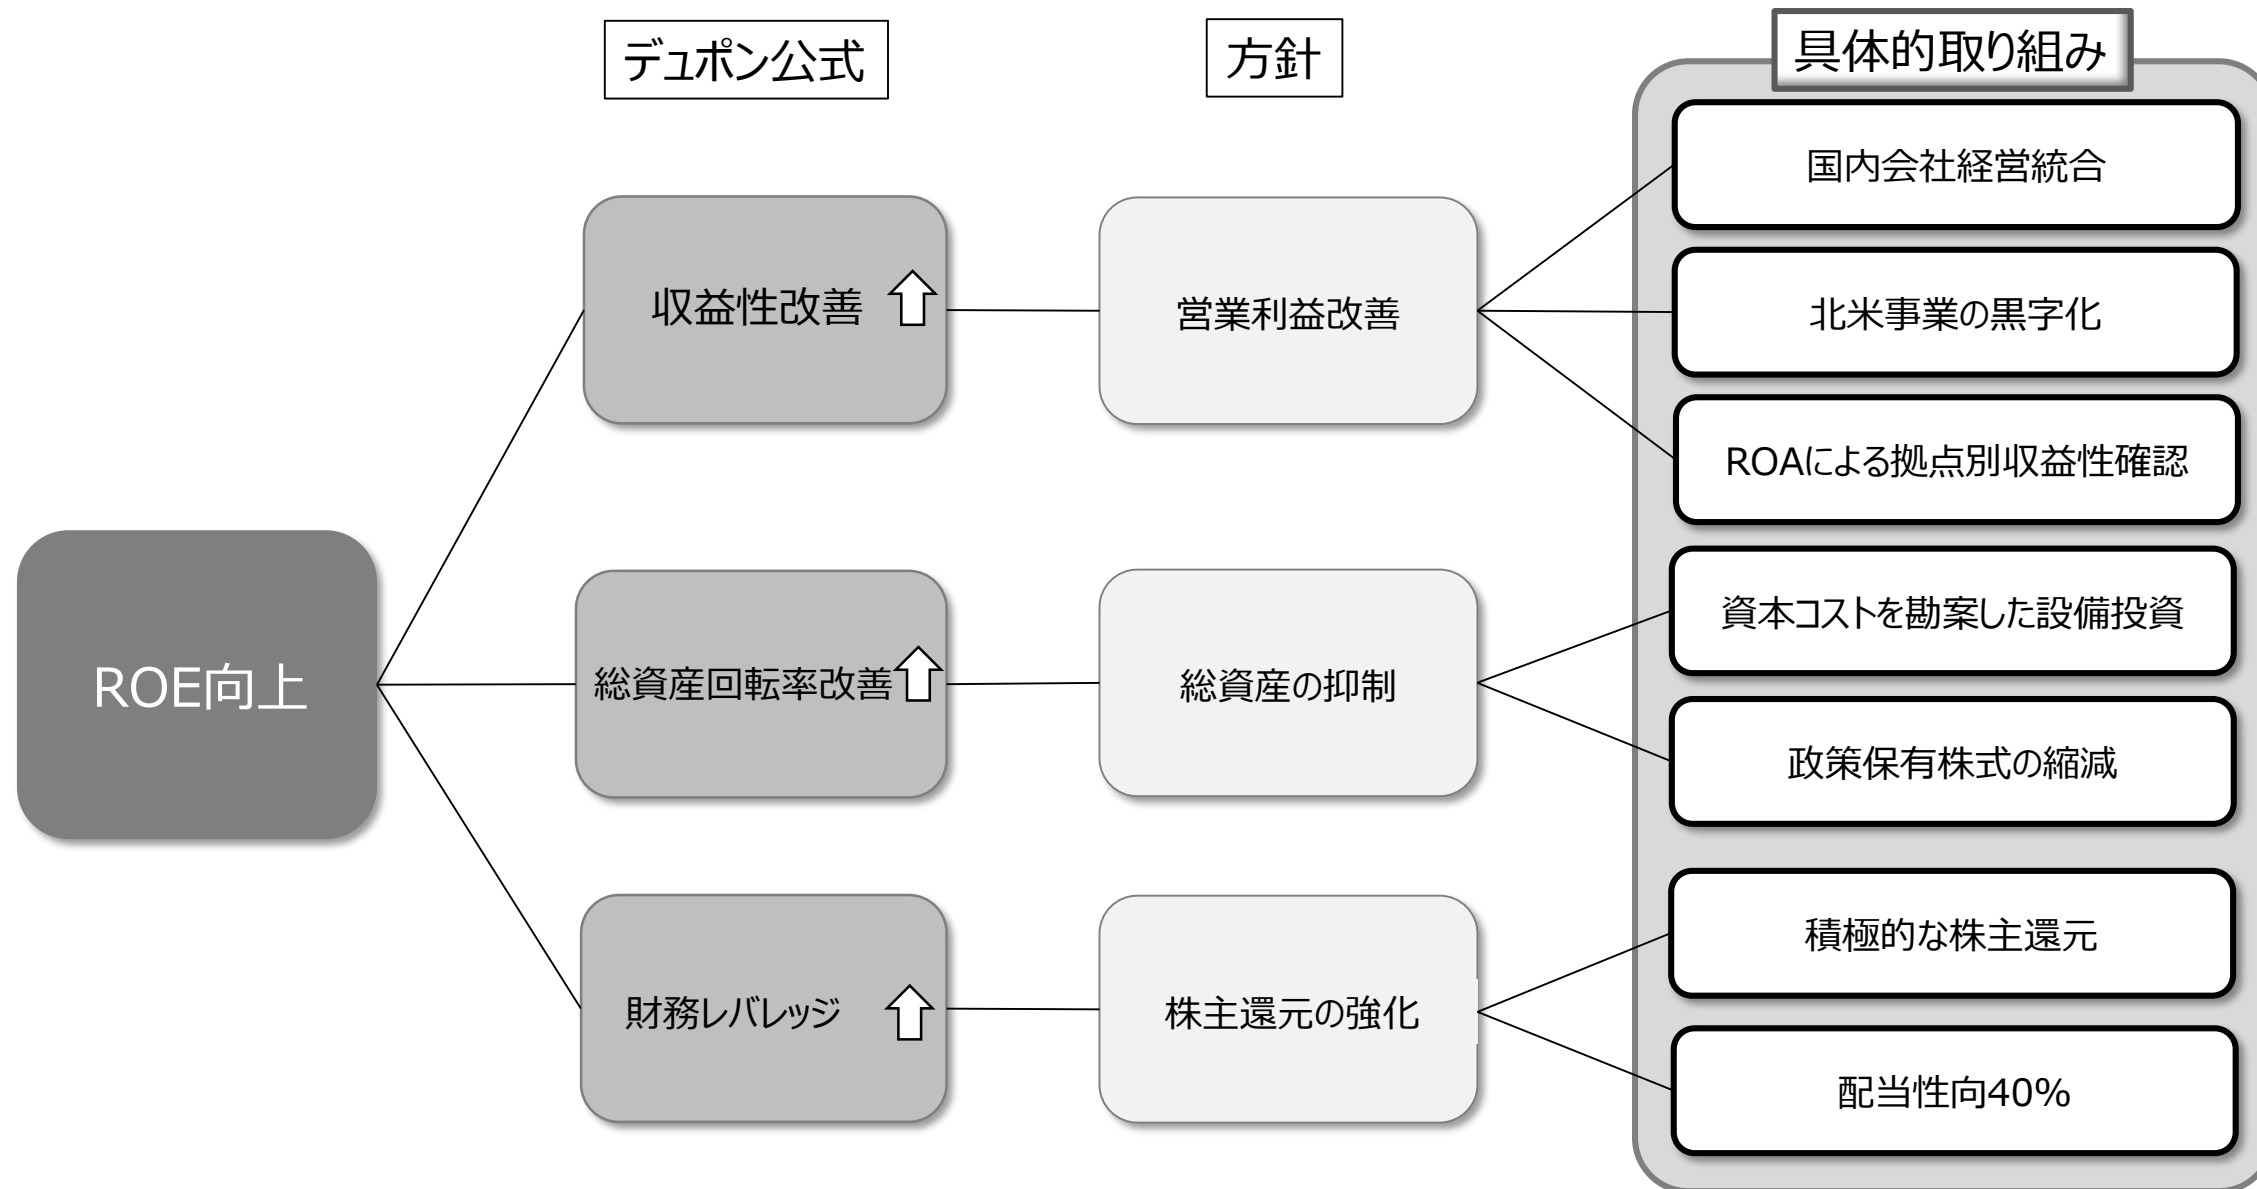 デュポン公式
方針
具体的取り組み
ROE向上
収益性改善
営業利益改善
国内会社経営統合
北米事業の黒字化
ROAによる拠点別収益性確認
総資産回転率改善
総資産の抑制
資本コストを勘案した設備投資
政策保有株式の縮減
財務レバレッジ
株主還元の強化
積極的な株主還元
配当性向40%